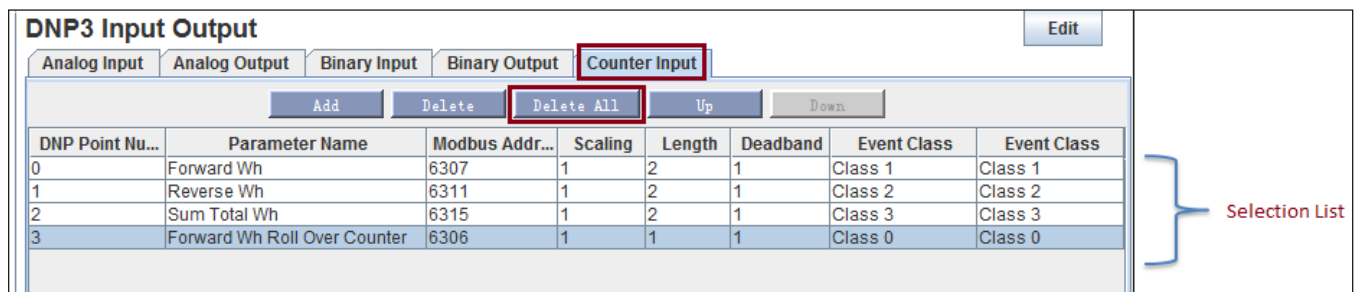 DNP3 Input Output Edit
Analog Input Analog Output Binary Input Binary Output Counter Input
Add Delete Delete All Up Down
DNP Point Nu... Parameter Name Modbus Addr... Scaling Length Deadband Event Class Event Class
0 Forward Wh 6307 1 2 1 Class 1 Class 1
1 Reverse Wh 6311 1 2 1 Class 2 Class 2
2 Sum Total Wh 6315 1 2 1 Class 3 Class 3
3 Forward Wh Roll Over Counter 6306 1 1 1 Class 0 Class 0
Selection List